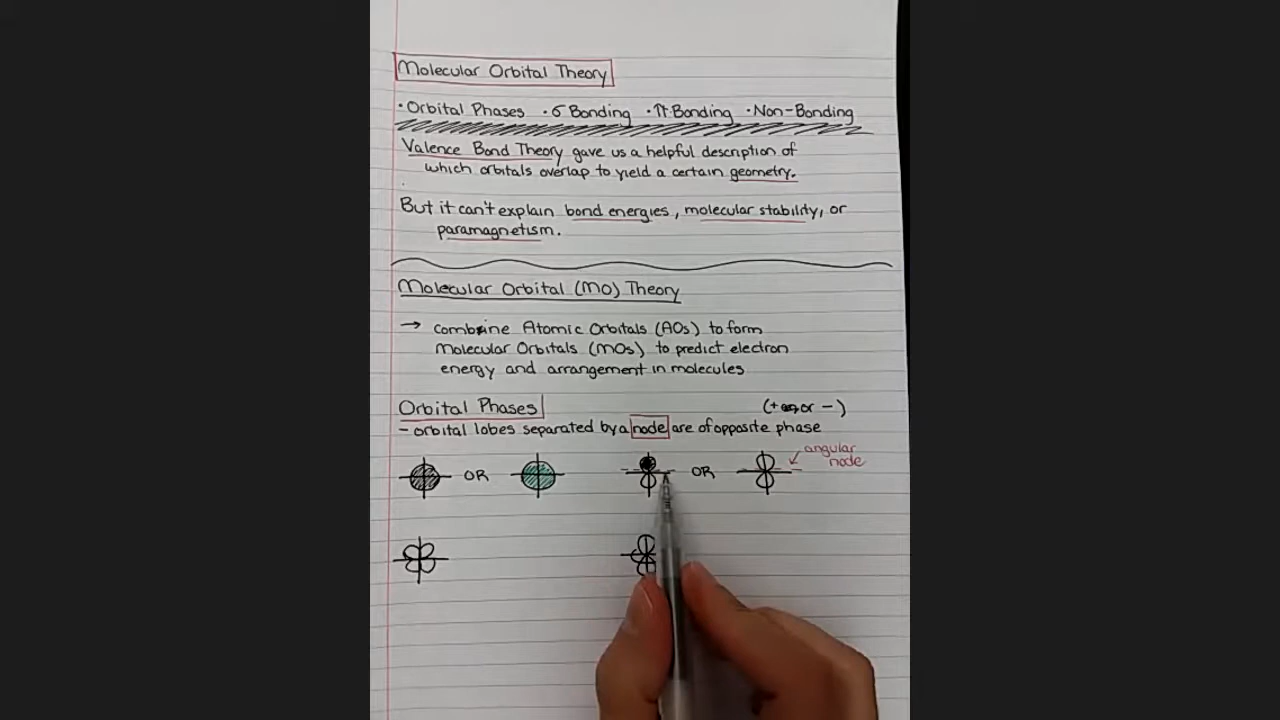 Molecular Orbital Theory
· Orbital Phases · σ Bonding · π Bonding · Non-Bonding
Valence Bond Theory gave us a helpful description of
which orbitals overlap to yield a certain geometry.
But it can't explain bond energies, molecular stability, or
paramagnetism.
Molecular Orbital (MO) Theory
→ combine Atomic Orbitals (AOs) to form
Molecular Orbitals (MOs) to predict electron
energy and arrangement in molecules
Orbital Phases (+ or -)
- orbital lobes separated by a node are of opposite phase
OR OR angular
node